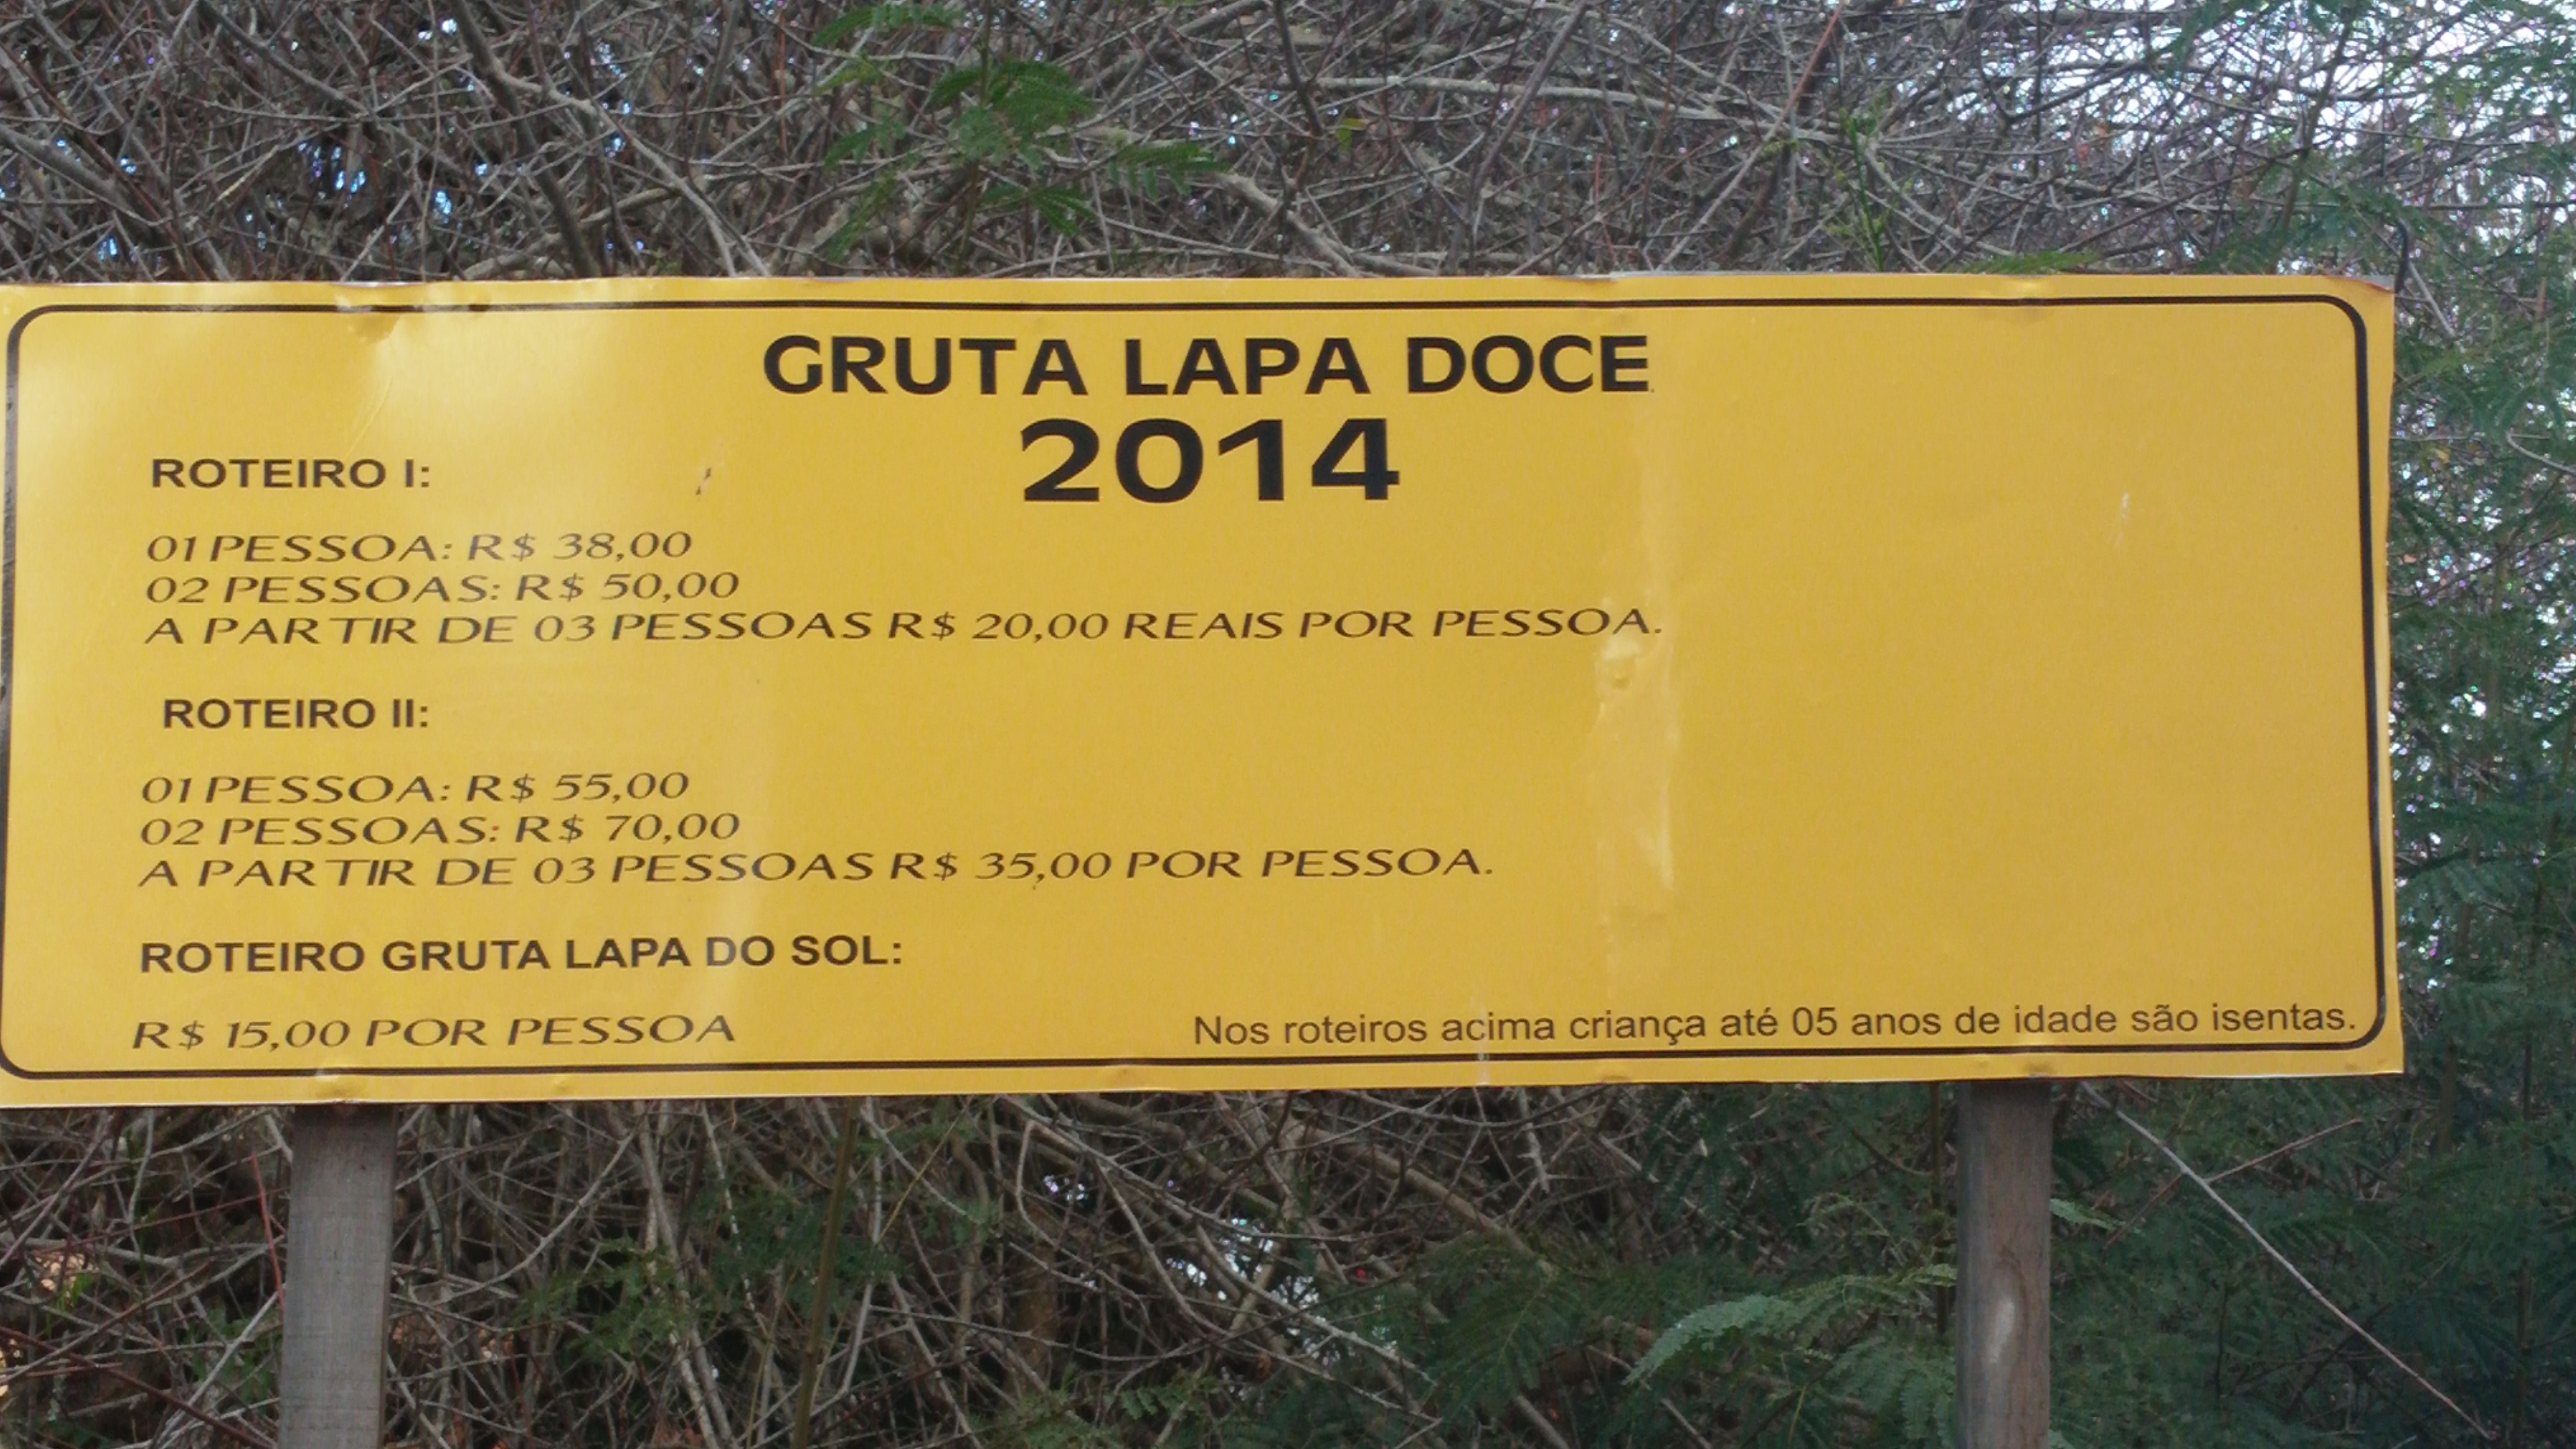 GRUTA LAPA DOCE
2014
ROTEIRO I:
01 PESSOA: R$ 38,00
02 PESSOAS: R$ 50,00
A PARTIR DE 03 PESSOAS R$ 20,00 REAIS POR PESSOA.
ROTEIRO II:
01 PESSOA: R$ 55,00
02 PESSOAS: R$ 70,00
A PARTIR DE 03 PESSOAS R$ 35,00 POR PESSOA.
ROTEIRO GRUTA LAPA DO SOL:
R$ 15,00 POR PESSOA
Nos roteiros acima criança até 05 anos de idade são isentas.